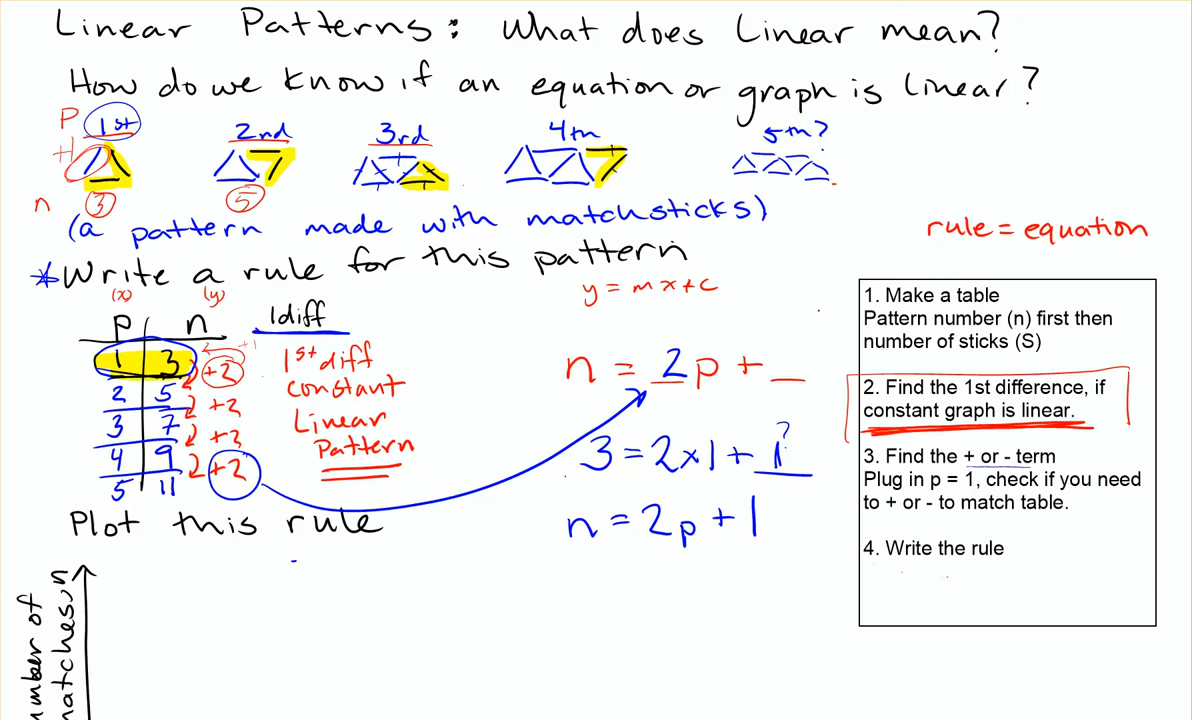 Linear Patterns: What does Linear mean?
How do we know if an equation or graph is linear?
P 1st 2nd 3rd 4th 5th?
n 3 5
(a pattern made with matchsticks)
rule = equation
*Write a rule for this pattern
(x) (y)
y = mx + c
P n 1diff
1 3 +2 +1
2 5 +2
3 7 +2
4 9 +2
5 11
1st diff
constant
Linear
Pattern
n = 2p + _
3 = 2x1 + 1 ?
n = 2p + 1
1. Make a table
Pattern number (n) first then
number of sticks (S)
2. Find the 1st difference, if
constant graph is linear.
3. Find the + or - term
Plug in p = 1, check if you need
to + or - to match table.
4. Write the rule
Plot this rule
matches, n